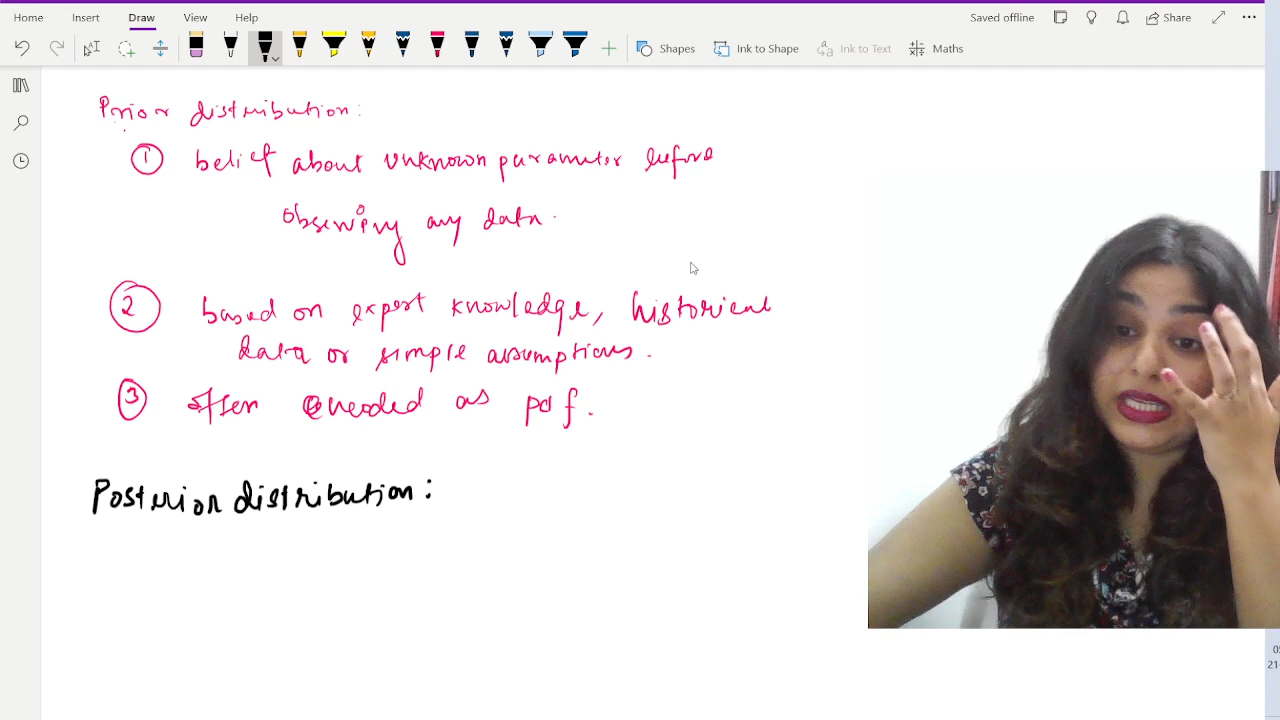 Home Insert Draw View Help Saved offline Share
Shapes Ink to Shape Ink to Text Maths
Prior distribution:
① belief about unknown parameter before
observing any data.
② based on expert knowledge, historical
data or simple assumptions.
③ often as pdf.
Posterior distribution:
05
21-